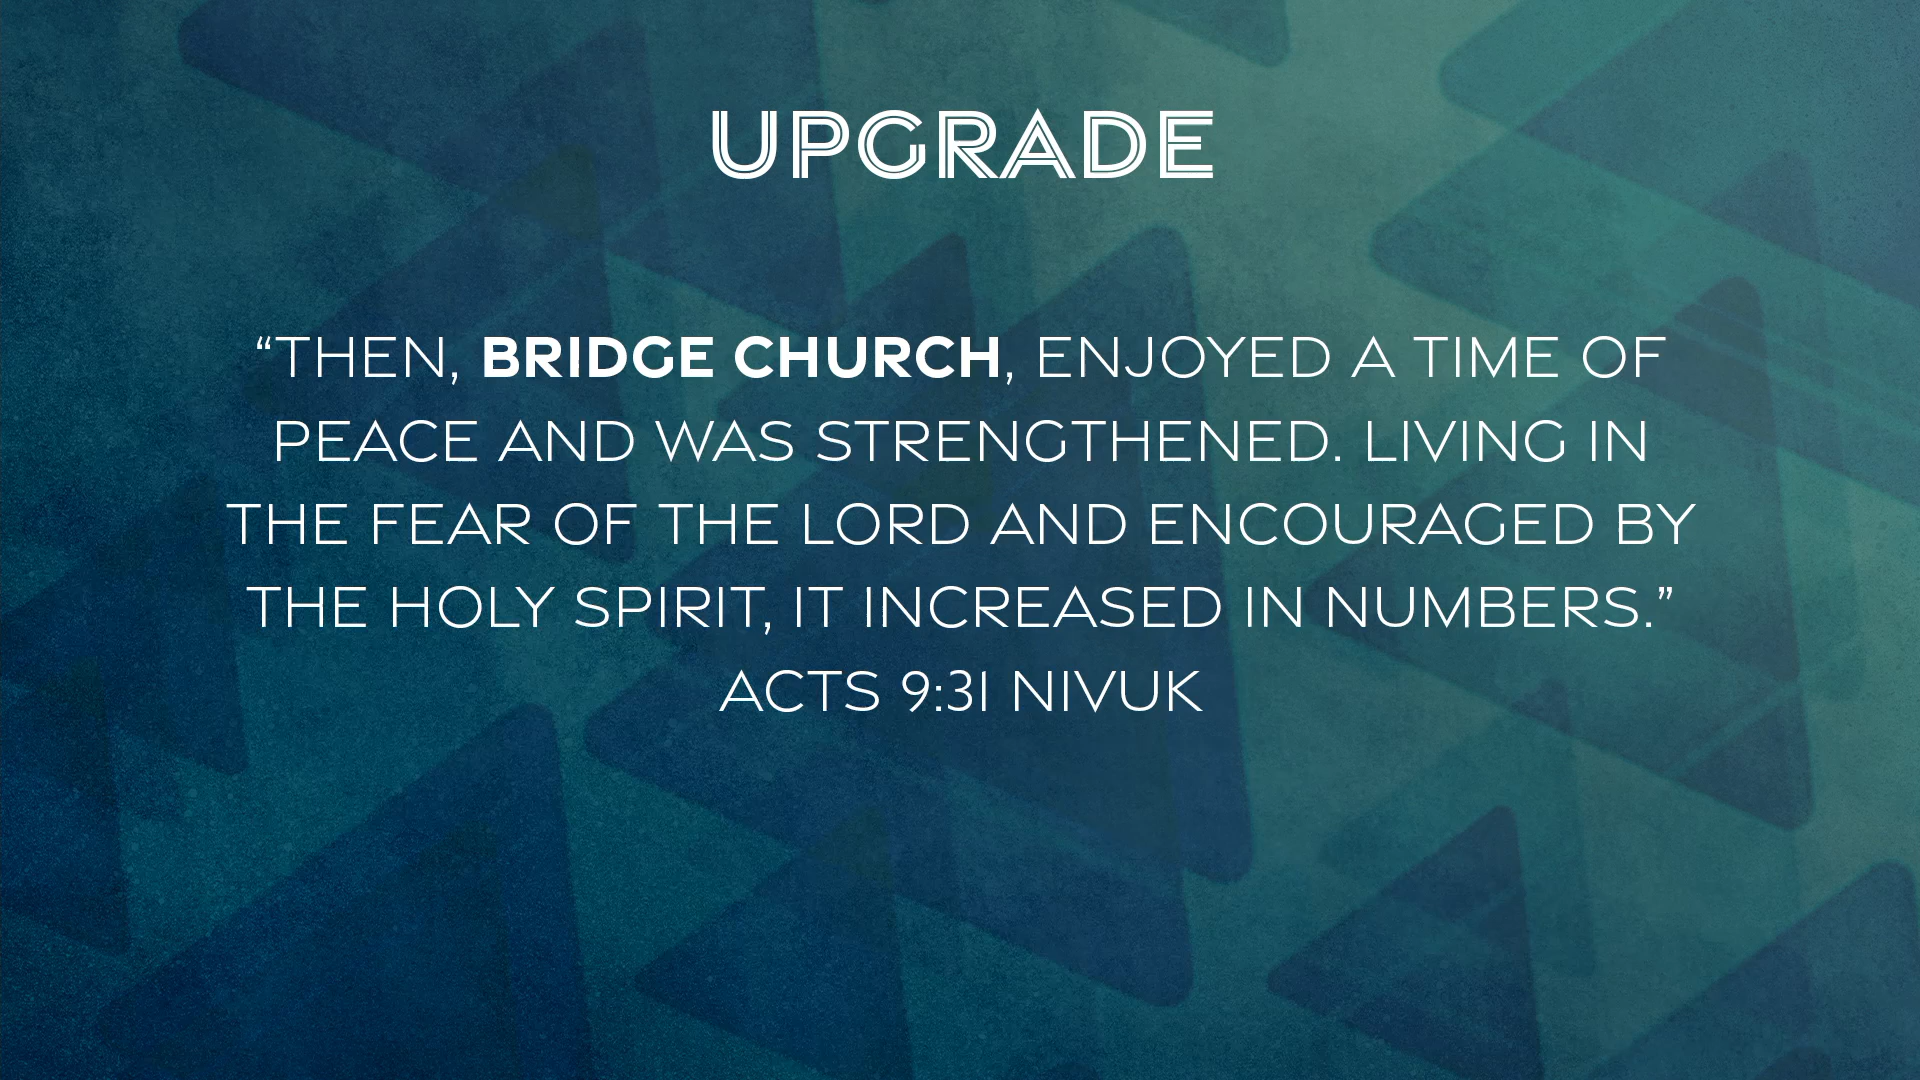 UPGRADE
“THEN, BRIDGE CHURCH, ENJOYED A TIME OF
PEACE AND WAS STRENGTHENED. LIVING IN
THE FEAR OF THE LORD AND ENCOURAGED BY
THE HOLY SPIRIT, IT INCREASED IN NUMBERS.”
ACTS 9:31 NIVUK